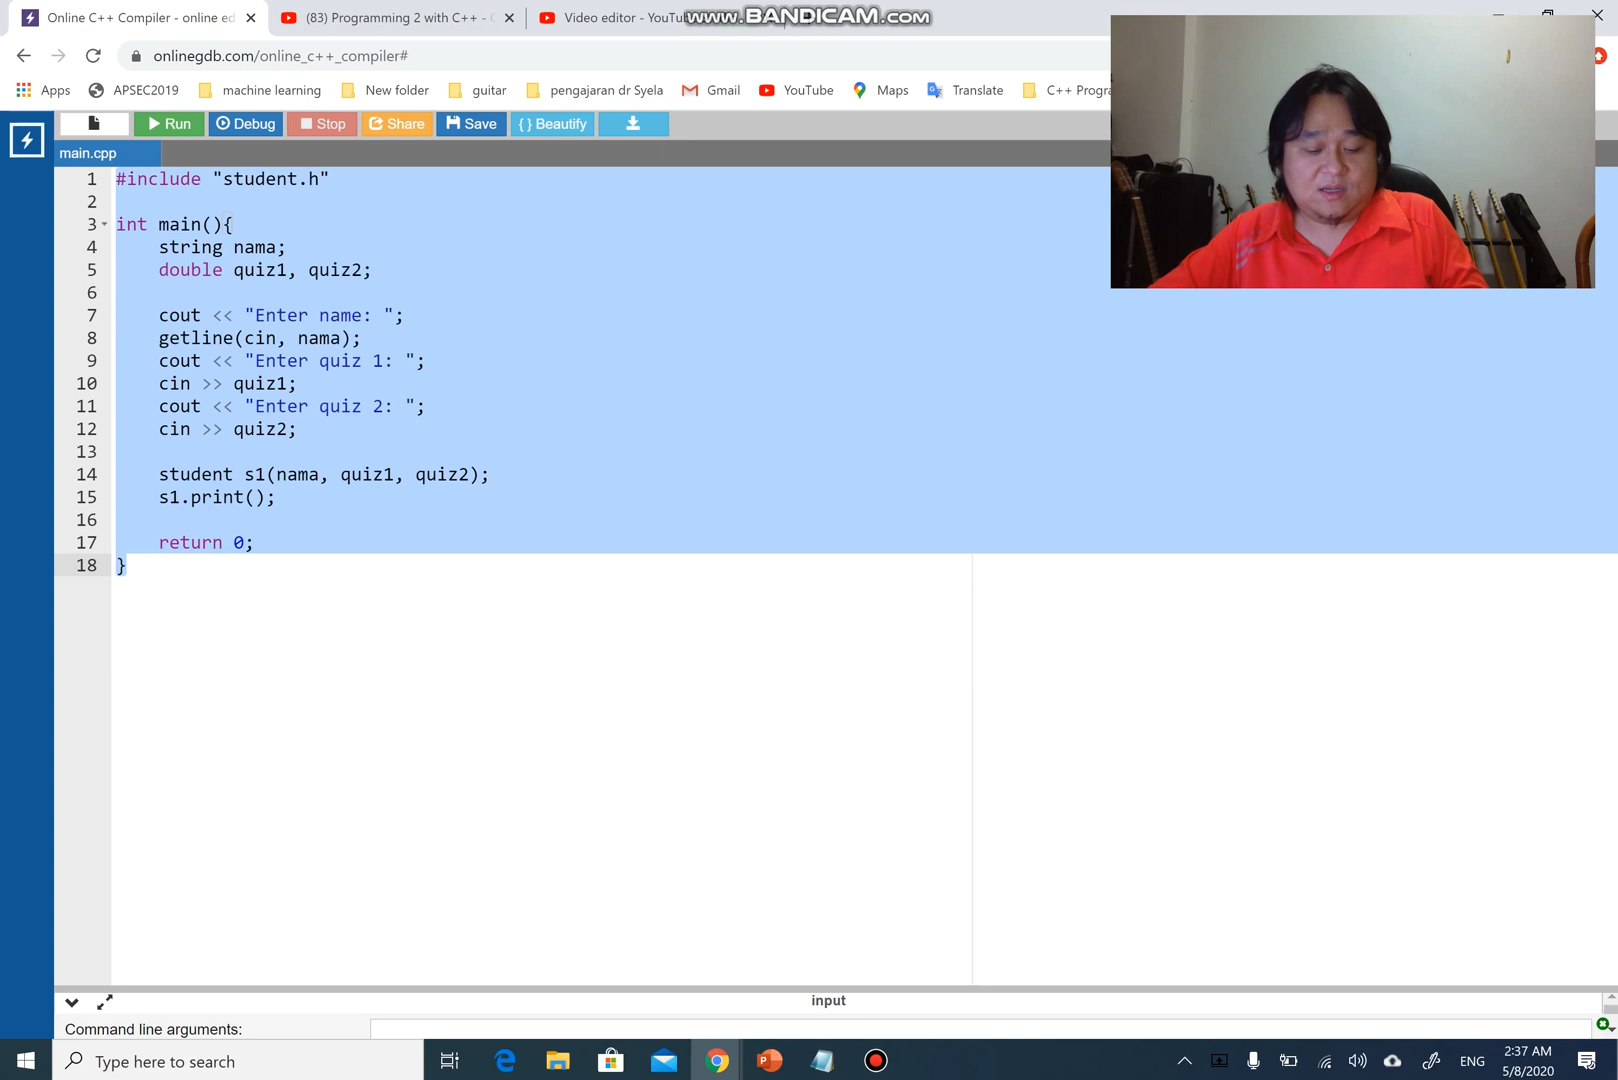 Online C++ Compiler - online ed
(83) Programming 2 with C++ -
Video editor - YouTu
www.BANDICAM.com
onlinegdb.com/online_c++_compiler#
Apps
APSEC2019
machine learning
New folder
guitar
pengajaran dr Syela
Gmail
YouTube
Maps
Translate
C++ Progra
Run
Debug
Stop
Share
Save
{ } Beautify
main.cpp
1 #include "student.h"
2
3 int main(){
4 string nama;
5 double quiz1, quiz2;
6
7 cout << "Enter name: ";
8 getline(cin, nama);
9 cout << "Enter quiz 1: ";
10 cin >> quiz1;
11 cout << "Enter quiz 2: ";
12 cin >> quiz2;
13
14 student s1(nama, quiz1, quiz2);
15 s1.print();
16
17 return 0;
18 }
input
Command line arguments:
Type here to search
ENG
2:37 AM
5/8/2020